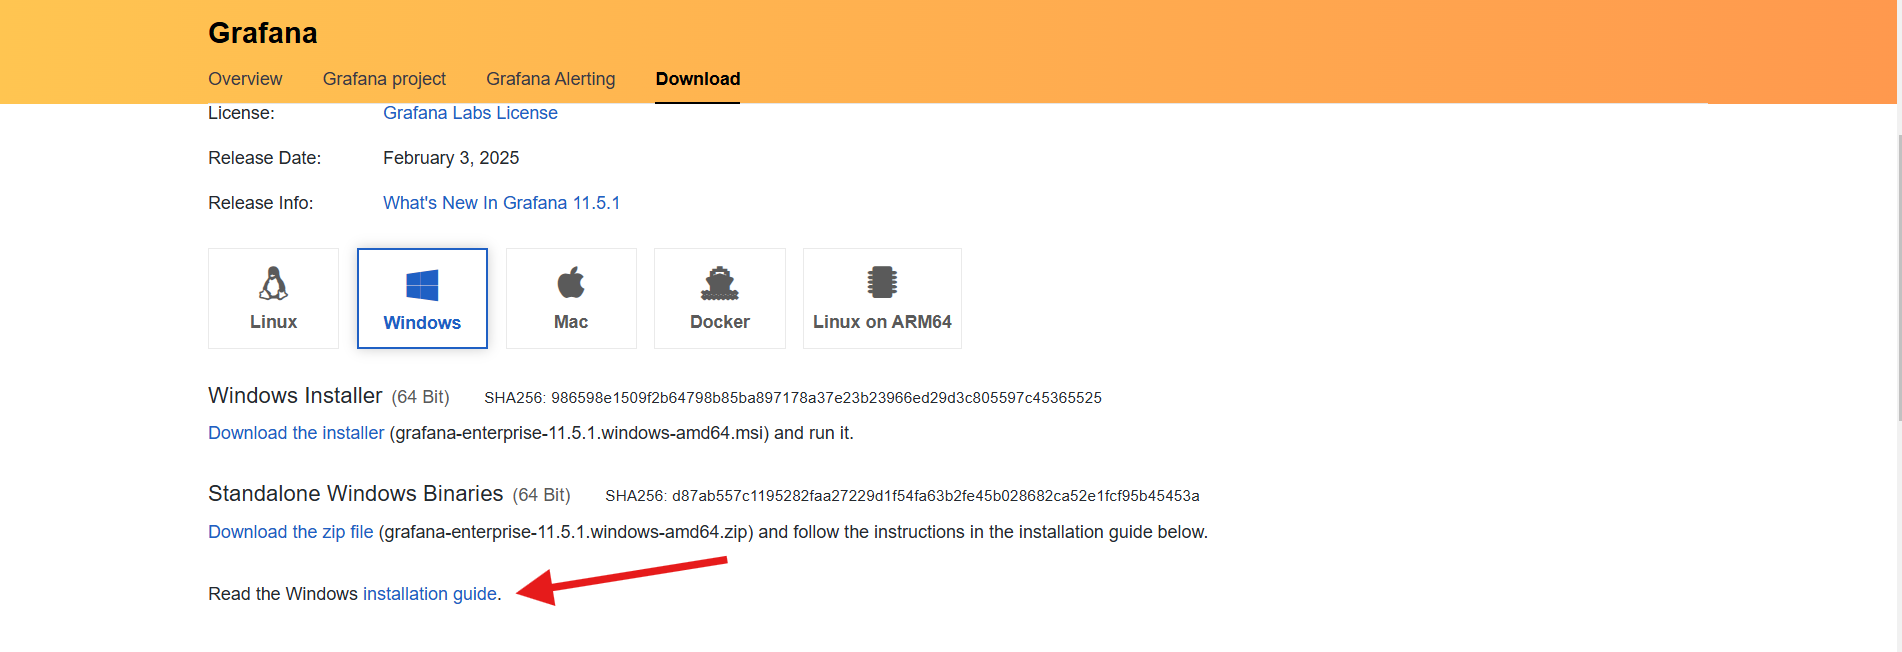 Grafana
Overview Grafana project Grafana Alerting Download
License: Grafana Labs License
Release Date: February 3, 2025
Release Info: What's New In Grafana 11.5.1
Linux Windows Mac Docker Linux on ARM64
Windows Installer (64 Bit) SHA256: 986598e1509f2b64798b85ba897178a37e23b23966ed29d3c805597c45365525
Download the installer (grafana-enterprise-11.5.1.windows-amd64.msi) and run it.
Standalone Windows Binaries (64 Bit) SHA256: d87ab557c1195282faa27229d1f54fa63b2fe45b028682ca52e1fcf95b45453a
Download the zip file (grafana-enterprise-11.5.1.windows-amd64.zip) and follow the instructions in the installation guide below.
Read the Windows installation guide.